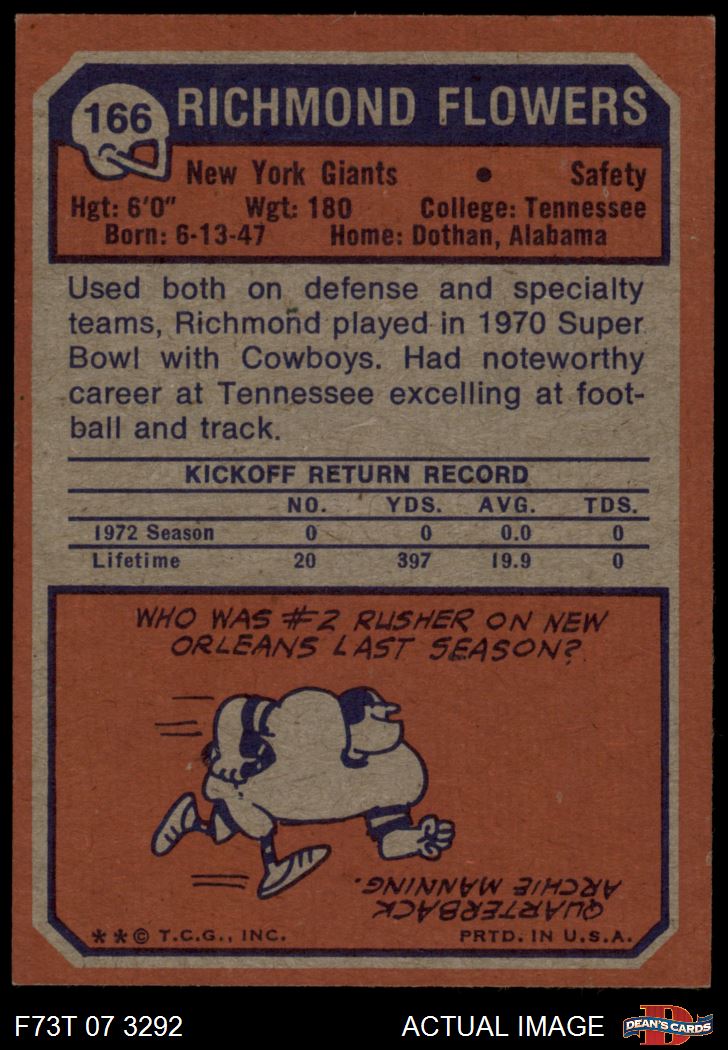 166 RICHMOND FLOWERS
New York Giants • Safety
Hgt: 6'0" Wgt: 180 College: Tennessee
Born: 6-13-47 Home: Dothan, Alabama
Used both on defense and specialty
teams, Richmond played in 1970 Super
Bowl with Cowboys. Had noteworthy
career at Tennessee excelling at foot-
ball and track.
KICKOFF RETURN RECORD
NO. YDS. AVG. TDS.
1972 Season 0 0 0.0 0
Lifetime 20 397 19.9 0
WHO WAS #2 RUSHER ON NEW
ORLEANS LAST SEASON?
QUARTERBACK
ARCHIE MANNING.
** © T.C.G., INC. PRTD. IN U.S.A.
F73T 07 3292 ACTUAL IMAGE DEAN'S CARDS